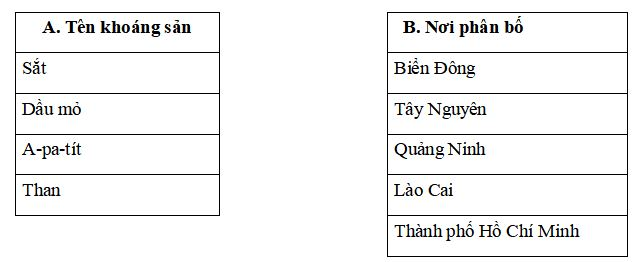 A. Tên khoáng sản
Sắt
Dầu mỏ
A-pa-tít
Than
B. Nơi phân bố
Biển Đông
Tây Nguyên
Quảng Ninh
Lào Cai
Thành phố Hồ Chí Minh